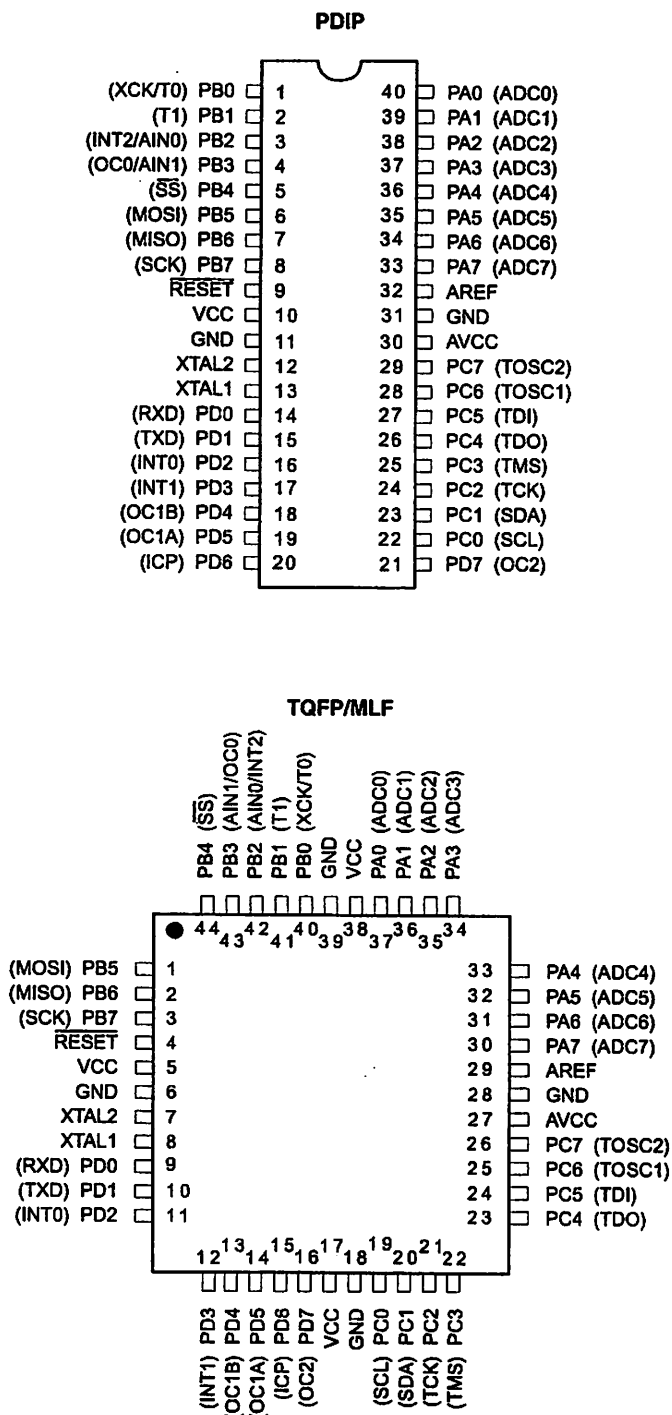 PDIP
(XCK/T0) PB0 1 40 PA0 (ADC0)
(T1) PB1 2 39 PA1 (ADC1)
(INT2/AIN0) PB2 3 38 PA2 (ADC2)
(OC0/AIN1) PB3 4 37 PA3 (ADC3)
(SS) PB4 5 36 PA4 (ADC4)
(MOSI) PB5 6 35 PA5 (ADC5)
(MISO) PB6 7 34 PA6 (ADC6)
(SCK) PB7 8 33 PA7 (ADC7)
RESET 9 32 AREF
VCC 10 31 GND
GND 11 30 AVCC
XTAL2 12 29 PC7 (TOSC2)
XTAL1 13 28 PC6 (TOSC1)
(RXD) PD0 14 27 PC5 (TDI)
(TXD) PD1 15 26 PC4 (TDO)
(INT0) PD2 16 25 PC3 (TMS)
(INT1) PD3 17 24 PC2 (TCK)
(OC1B) PD4 18 23 PC1 (SDA)
(OC1A) PD5 19 22 PC0 (SCL)
(ICP) PD6 20 21 PD7 (OC2)
TQFP/MLF
PB4 (SS)
PB3 (AIN1/OC0)
PB2 (AIN0/INT2)
PB1 (T1)
PB0 (XCK/T0)
GND
VCC
PA0 (ADC0)
PA1 (ADC1)
PA2 (ADC2)
PA3 (ADC3)
44 43 42 41 40 39 38 37 36 35 34
(MOSI) PB5 1 33 PA4 (ADC4)
(MISO) PB6 2 32 PA5 (ADC5)
(SCK) PB7 3 31 PA6 (ADC6)
RESET 4 30 PA7 (ADC7)
VCC 5 29 AREF
GND 6 28 GND
XTAL2 7 27 AVCC
XTAL1 8 26 PC7 (TOSC2)
(RXD) PD0 9 25 PC6 (TOSC1)
(TXD) PD1 10 24 PC5 (TDI)
(INT0) PD2 11 23 PC4 (TDO)
12 13 14 15 16 17 18 19 20 21 22
(INT1) PD3
(OC1B) PD4
(OC1A) PD5
(ICP) PD6
(OC2) PD7
VCC
GND
(SCL) PC0
(SDA) PC1
(TCK) PC2
(TMS) PC3